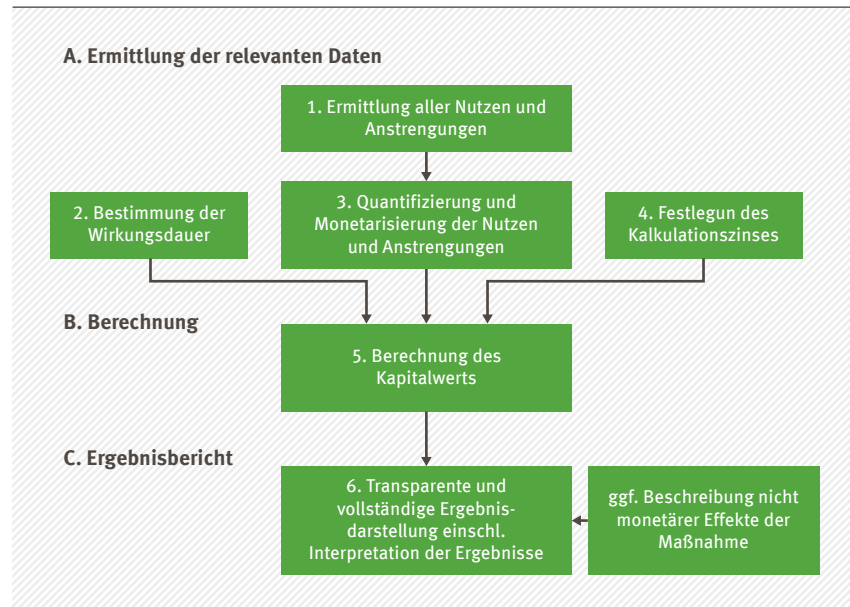 A. Ermittlung der relevanten Daten
1. Ermittlung aller Nutzen und
Anstrengungen
2. Bestimmung der
Wirkungsdauer
3. Quantifizierung und
Monetarisierung der Nutzen
und Anstrengungen
4. Festlegun des
Kalkulationszinses
B. Berechnung
5. Berechnung des
Kapitalwerts
C. Ergebnisbericht
6. Transparente und
vollständige Ergebnis-
darstellung einschl.
Interpretation der Ergebnisse
ggf. Beschreibung nicht
monetärer Effekte der
Maßnahme